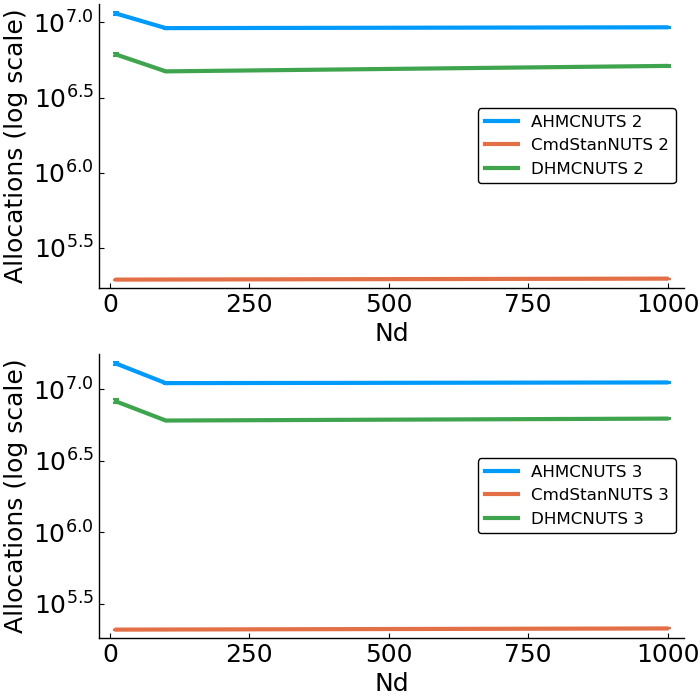 Allocations (log scale)
10^7.0
10^6.5
10^6.0
10^5.5
AHMCNUTS 2
CmdStanNUTS 2
DHMCNUTS 2
0 250 500 750 1000
Nd
Allocations (log scale)
10^7.0
10^6.5
10^6.0
10^5.5
AHMCNUTS 3
CmdStanNUTS 3
DHMCNUTS 3
0 250 500 750 1000
Nd